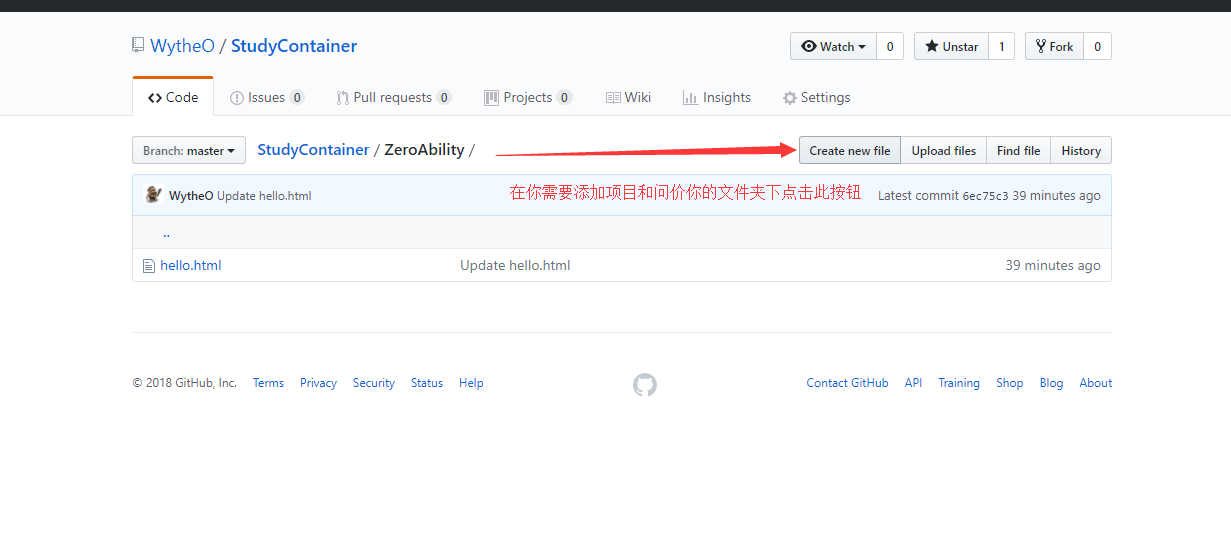 WytheO / StudyContainer
Watch 0 Unstar 1 Fork 0
Code Issues 0 Pull requests 0 Projects 0 Wiki Insights Settings
Branch: master StudyContainer / ZeroAbility / Create new file Upload files Find file History
WytheO Update hello.html 在你需要添加项目和问价你的文件夹下点击此按钮 Latest commit 6ec75c3 39 minutes ago
..
hello.html Update hello.html 39 minutes ago
© 2018 GitHub, Inc. Terms Privacy Security Status Help Contact GitHub API Training Shop Blog About